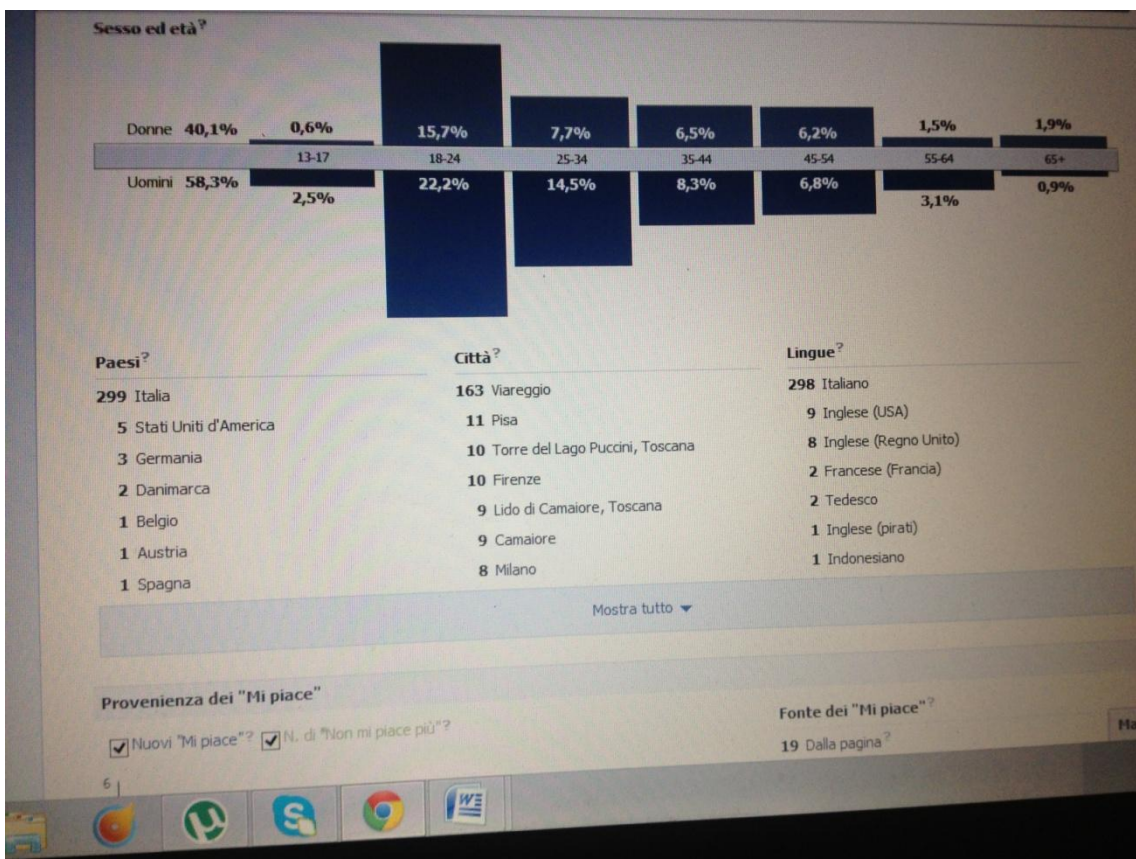 Sesso ed età?
Donne 40,1% 0,6% 15,7% 7,7% 6,5% 6,2% 1,5% 1,9%
13-17 18-24 25-34 35-44 45-54 55-64 65+
Uomini 58,3% 2,5% 22,2% 14,5% 8,3% 6,8% 3,1% 0,9%
Paesi?
299 Italia
5 Stati Uniti d'America
3 Germania
2 Danimarca
1 Belgio
1 Austria
1 Spagna
Città?
163 Viareggio
11 Pisa
10 Torre del Lago Puccini, Toscana
10 Firenze
9 Lido di Camaiore, Toscana
9 Camaiore
8 Milano
Lingue?
298 Italiano
9 Inglese (USA)
8 Inglese (Regno Unito)
2 Francese (Francia)
2 Tedesco
1 Inglese (pirati)
1 Indonesiano
Mostra tutto
Provenienza dei "Mi piace"
Nuovi "Mi piace"? N. di "Non mi piace più"?
6
Fonte dei "Mi piace"?
19 Dalla pagina?
Ma
µ
S
W